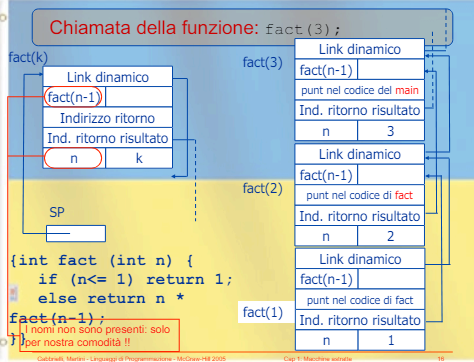 Chiamata della funzione: fact(3);
fact(k)
Link dinamico
fact(n-1)
Indirizzo ritorno
Ind. ritorno risultato
n k
SP
{int fact (int n) {
if (n<= 1) return 1;
else return n *
fact(n-1);
}}
I nomi non sono presenti: solo
per nostra comodità !!
fact(3)
Link dinamico
fact(n-1)
punt nel codice del main
Ind. ritorno risultato
n 3
fact(2)
Link dinamico
fact(n-1)
punt nel codice di fact
Ind. ritorno risultato
n 2
fact(1)
Link dinamico
fact(n-1)
punt nel codice di fact
Ind. ritorno risultato
n 1
Gabbrielli, Martini - Linguaggi di Programmazione - McGraw-Hill 2005
Cap 1: Macchine astratte
16